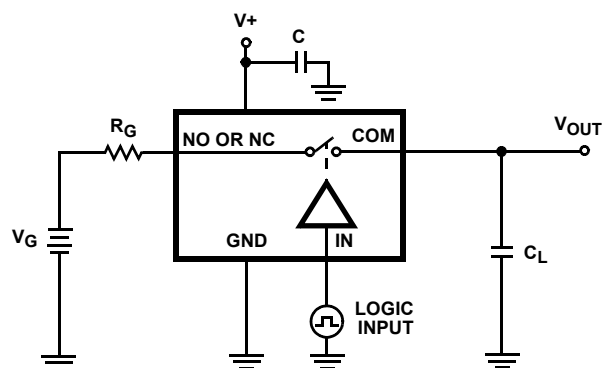 V+
C
RG
NO OR NC
COM
VOUT
VG
GND
IN
CL
LOGIC
INPUT